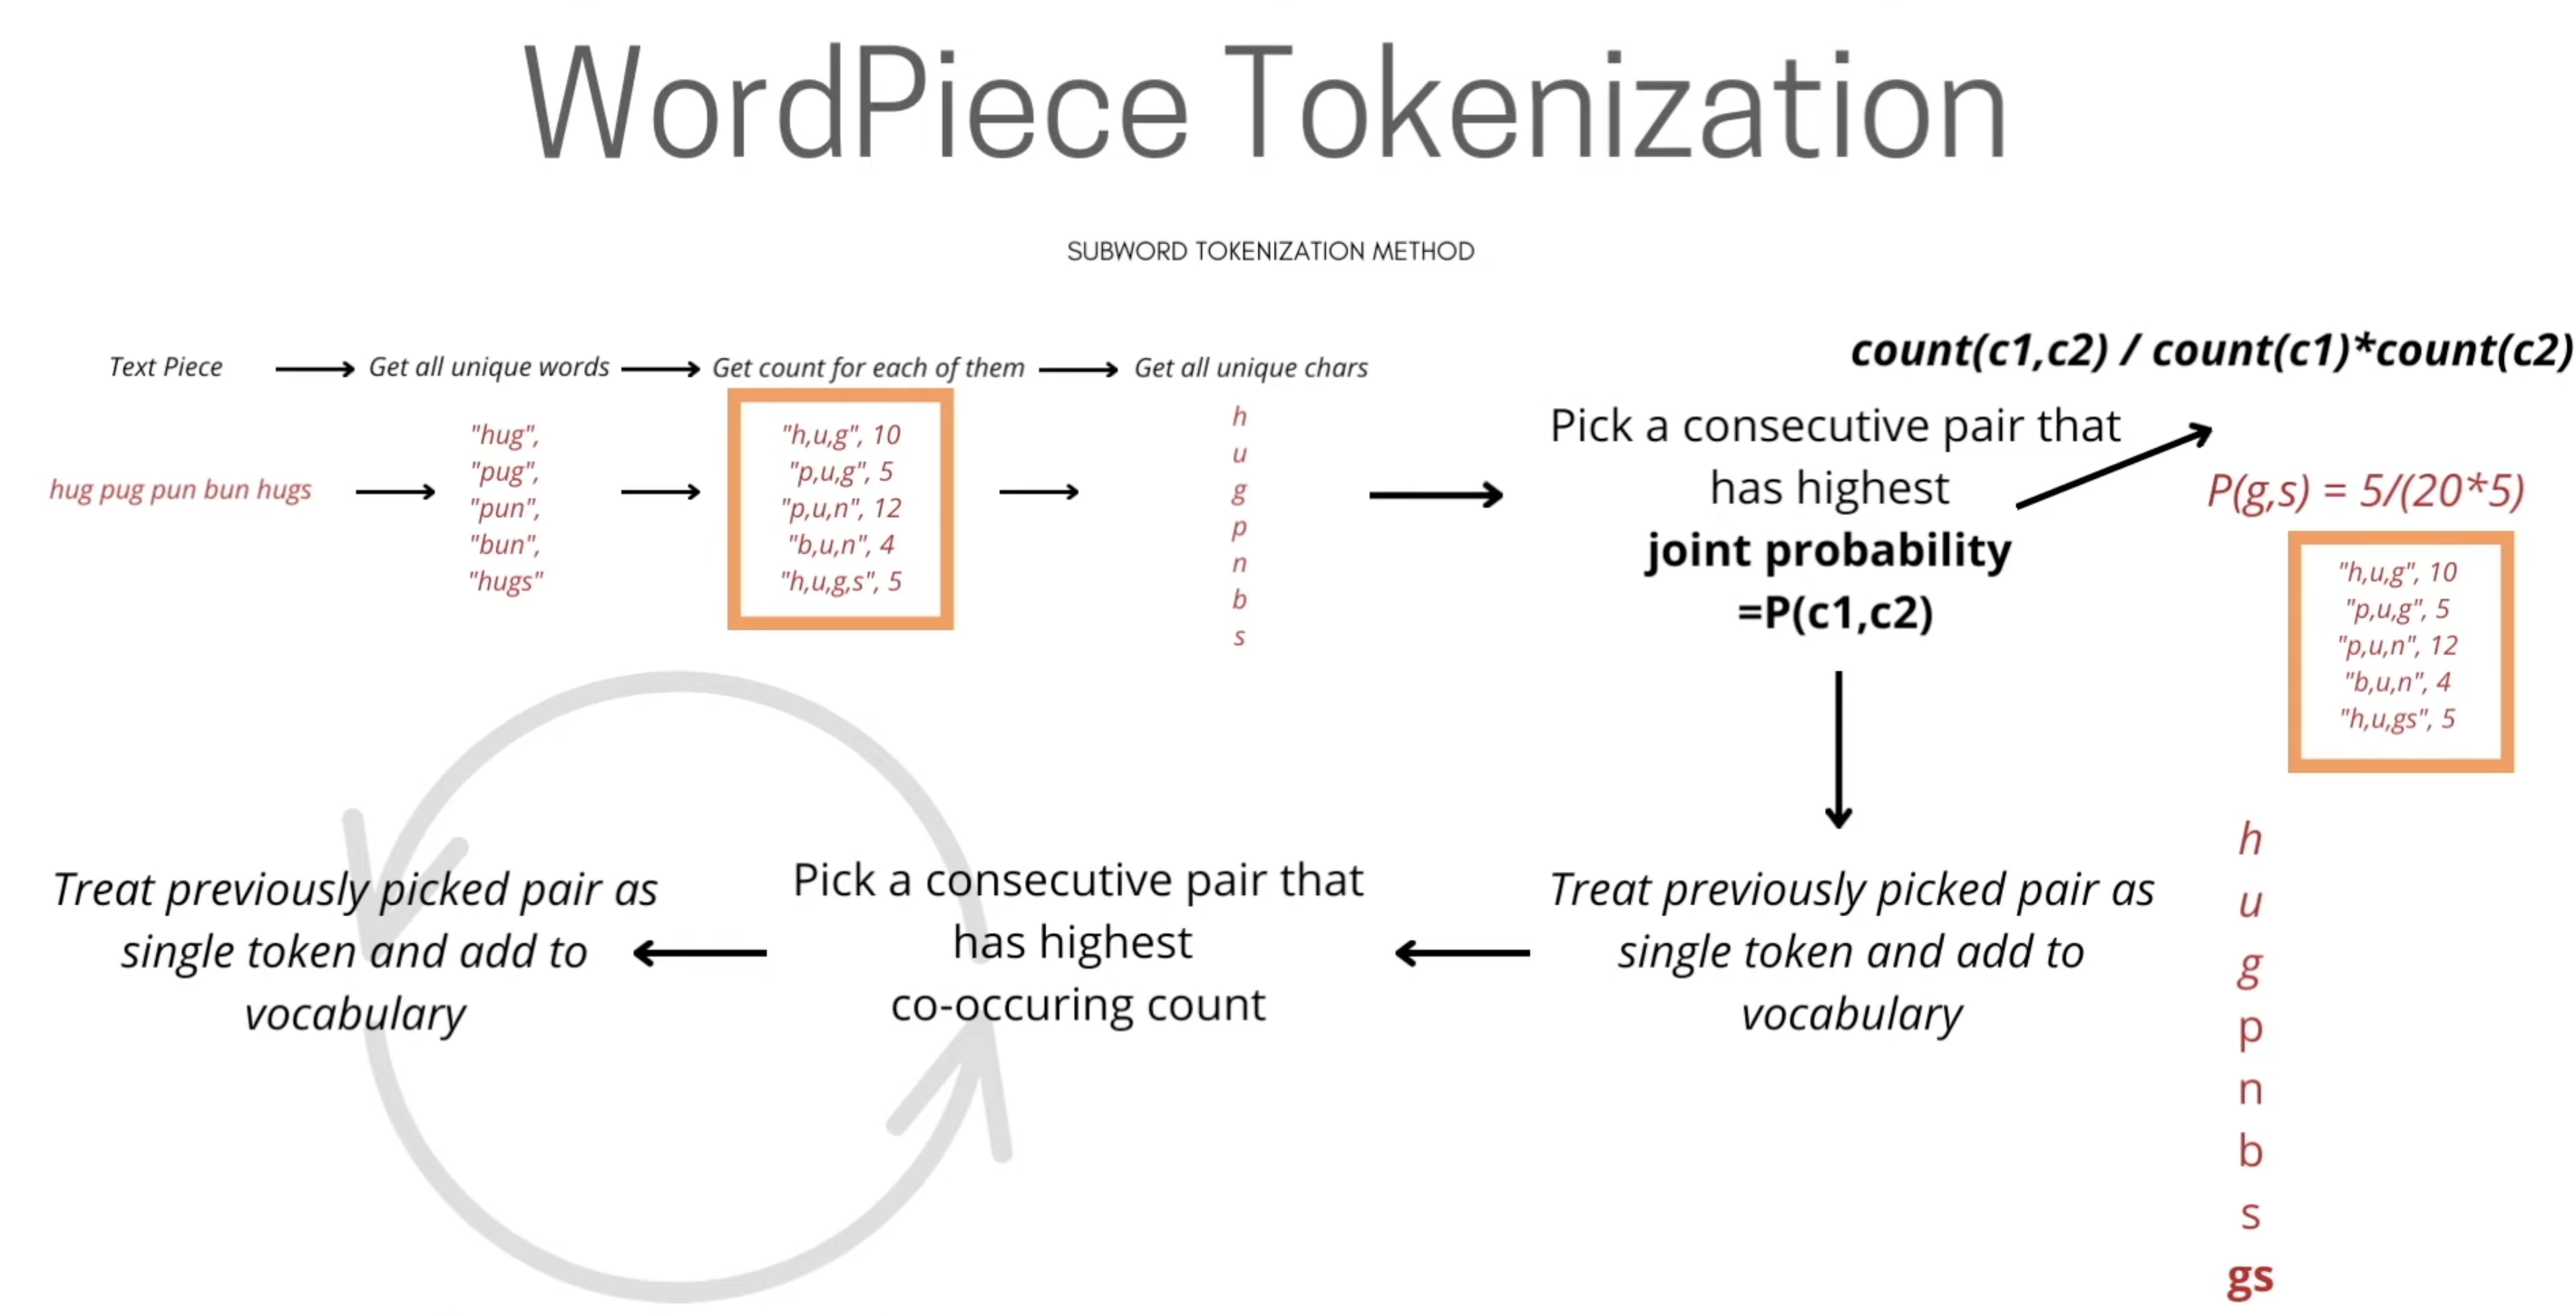 WordPiece Tokenization
SUBWORD TOKENIZATION METHOD
Text Piece
Get all unique words
Get count for each of them
Get all unique chars
hug pug pun bun hugs
"hug",
"pug",
"pun",
"bun",
"hugs"
"h,u,g", 10
"p,u,g", 5
"p,u,n", 12
"b,u,n", 4
"h,u,g,s", 5
h
u
g
p
n
b
s
count(c1,c2) / count(c1)*count(c2)
Pick a consecutive pair that
has highest
joint probability
=P(c1,c2)
P(g,s) = 5/(20*5)
"h,u,g", 10
"p,u,g", 5
"p,u,n", 12
"b,u,n", 4
"h,u,gs", 5
Treat previously picked pair as
single token and add to
vocabulary
h
u
g
p
n
b
s
gs
Pick a consecutive pair that
has highest
co-occuring count
Treat previously picked pair as
single token and add to
vocabulary